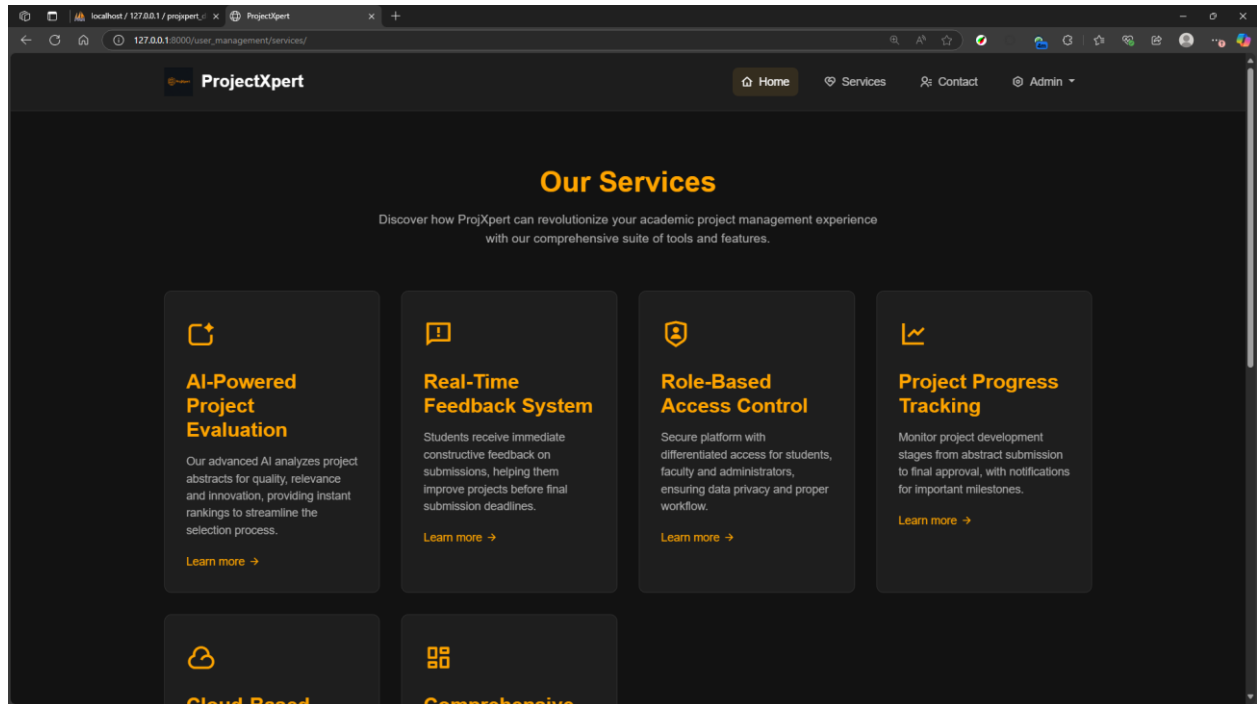 localhost / 127.0.0.1 / projxpert_d
ProjectXpert
127.0.0.1:8000/user_management/services/
ProjectXpert
Home
Services
Contact
Admin
Our Services
Discover how ProjXpert can revolutionize your academic project management experience
with our comprehensive suite of tools and features.
AI-Powered
Project
Evaluation
Our advanced AI analyzes project
abstracts for quality, relevance
and innovation, providing instant
rankings to streamline the
selection process.
Learn more →
Real-Time
Feedback System
Students receive immediate
constructive feedback on
submissions, helping them
improve projects before final
submission deadlines.
Learn more →
Role-Based
Access Control
Secure platform with
differentiated access for students,
faculty and administrators,
ensuring data privacy and proper
workflow.
Learn more →
Project Progress
Tracking
Monitor project development
stages from abstract submission
to final approval, with notifications
for important milestones.
Learn more →
Cloud-Based
Comprehensive